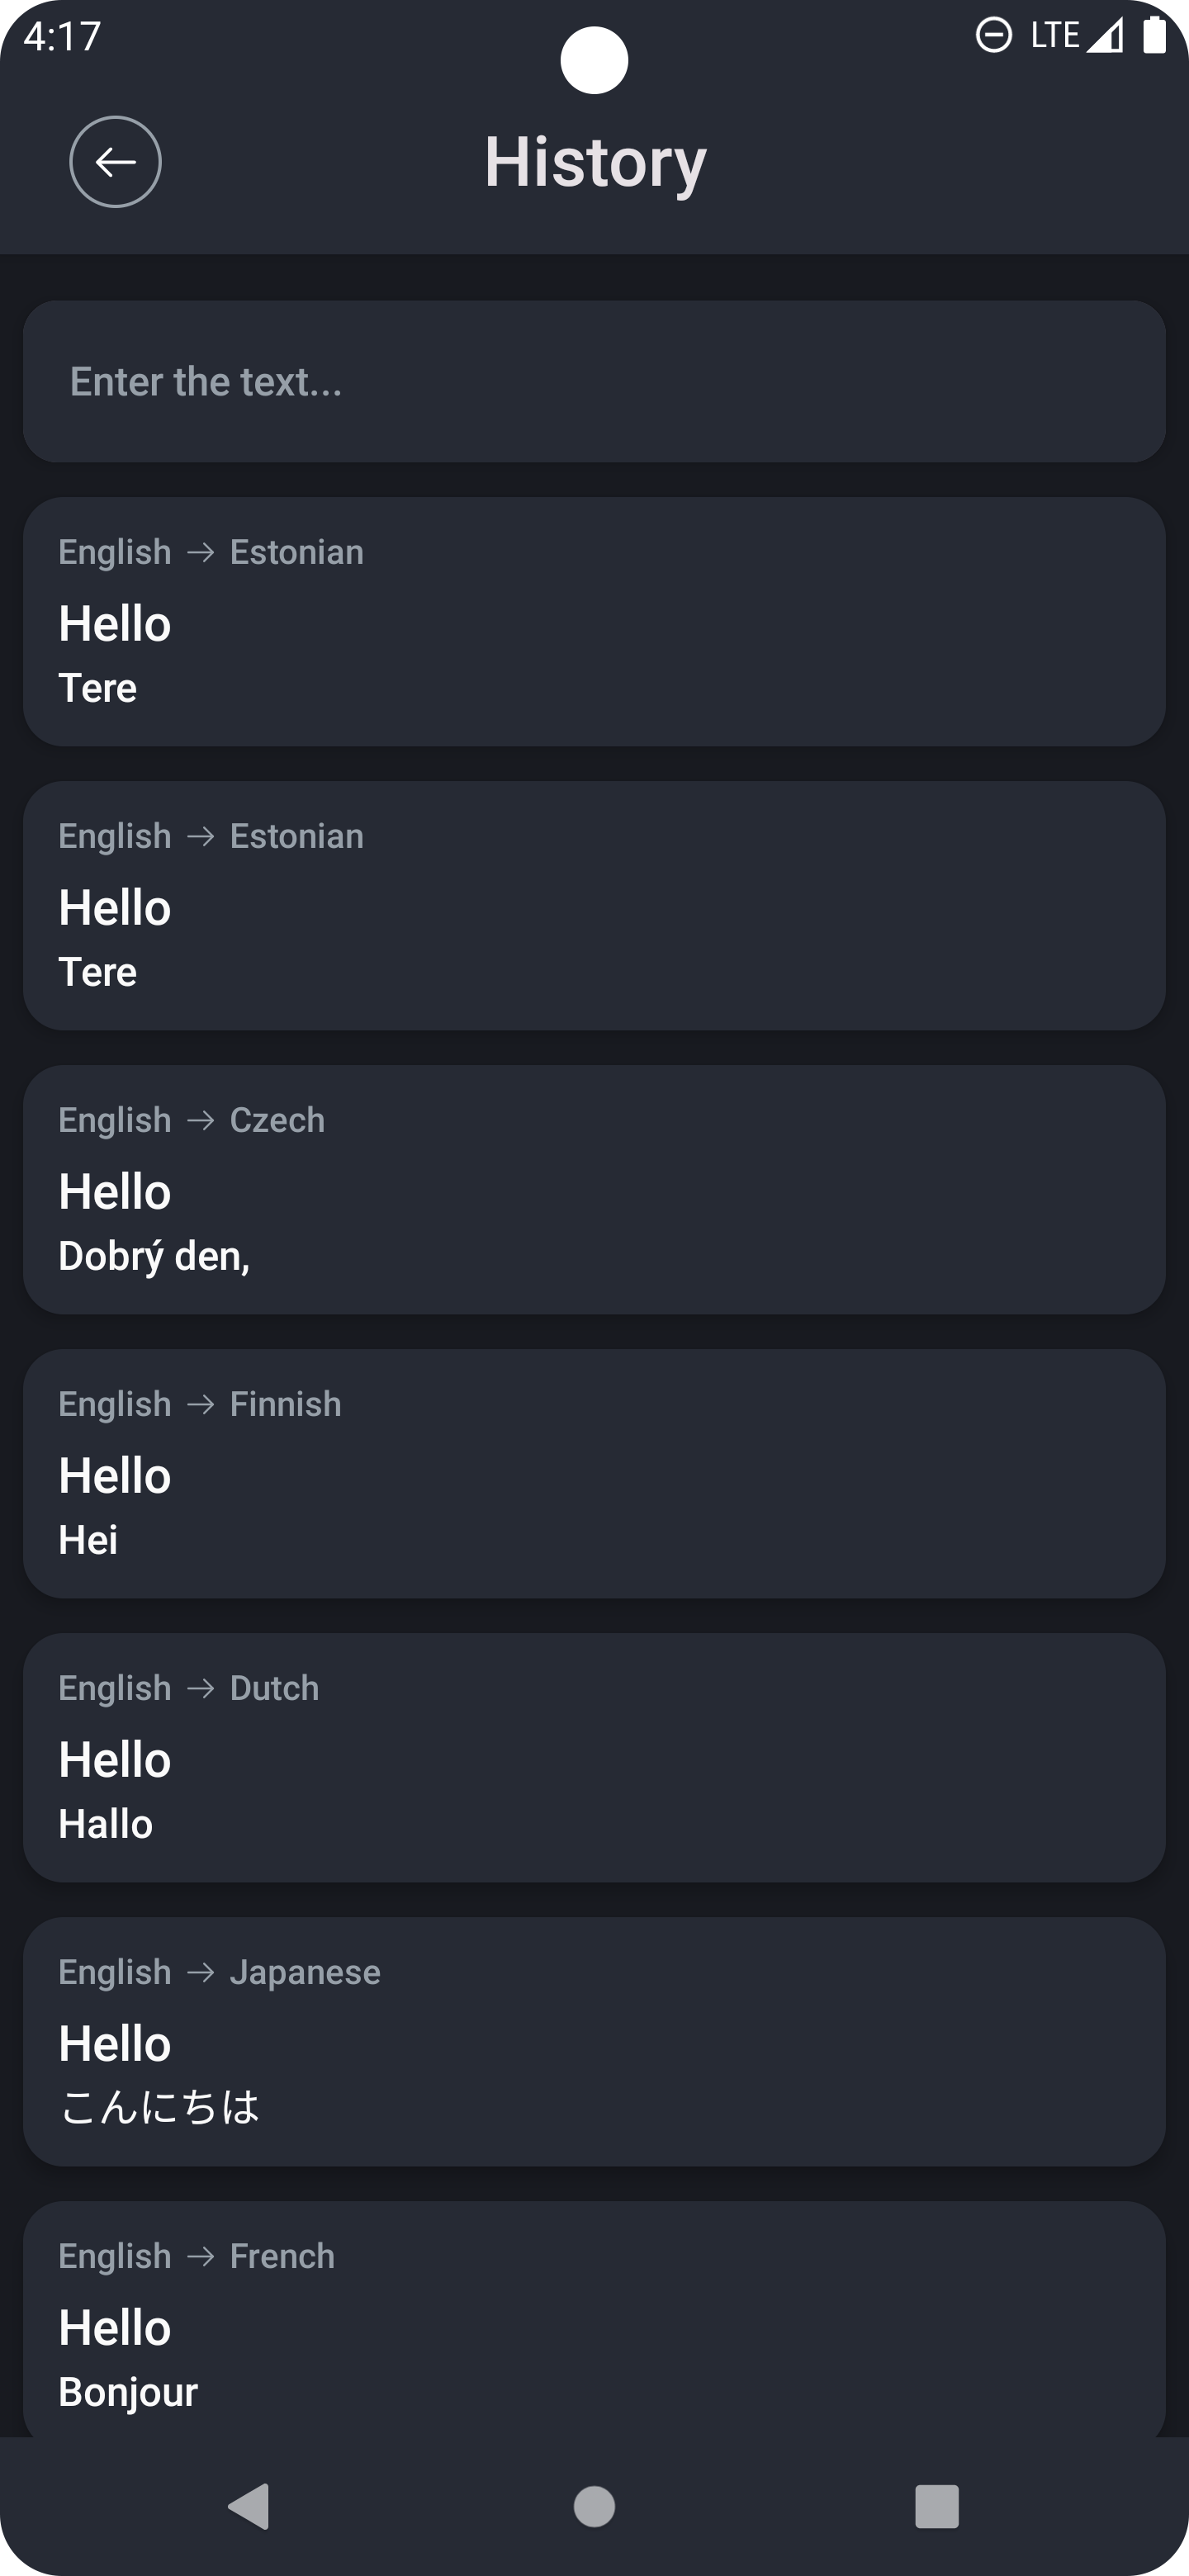 4:17
LTE
History
Enter the text...
English → Estonian
Hello
Tere
English → Estonian
Hello
Tere
English → Czech
Hello
Dobrý den,
English → Finnish
Hello
Hei
English → Dutch
Hello
Hallo
English → Japanese
Hello
こんにちは
English → French
Hello
Bonjour